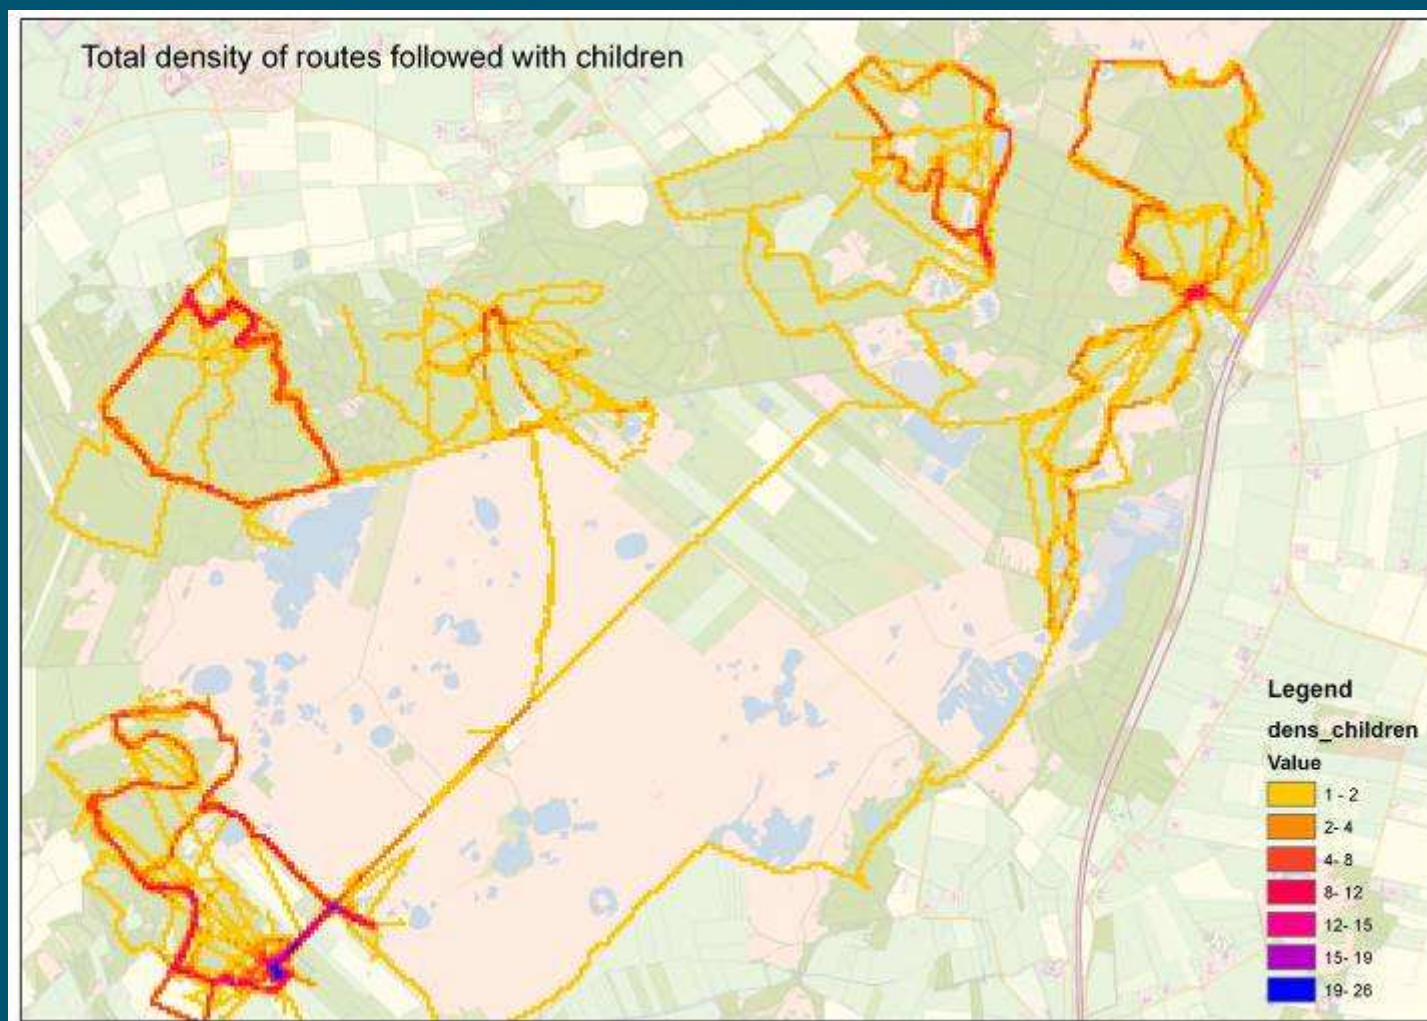 Total density of routes followed with children
Legend
dens_children
Value
1 - 2
2- 4
4- 8
8- 12
12- 15
15- 19
19- 26